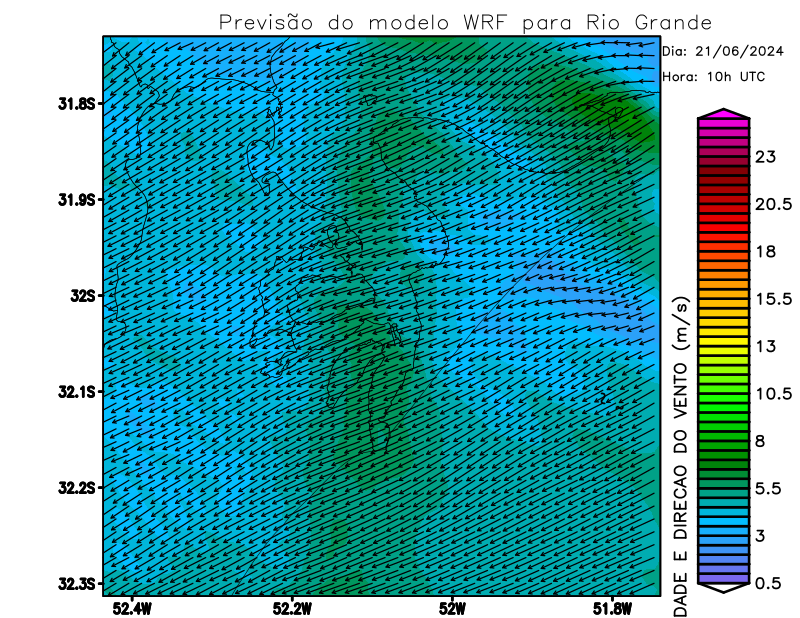 Previsão do modelo WRF para Rio Grande
Dia: 21/06/2024
Hora: 10h UTC
31.8S
31.9S
32S
32.1S
32.2S
32.3S
52.4W
52.2W
52W
51.8W
23
20.5
18
15.5
13
10.5
8
5.5
3
0.5
DADE E DIRECAO DO VENTO (m/s)